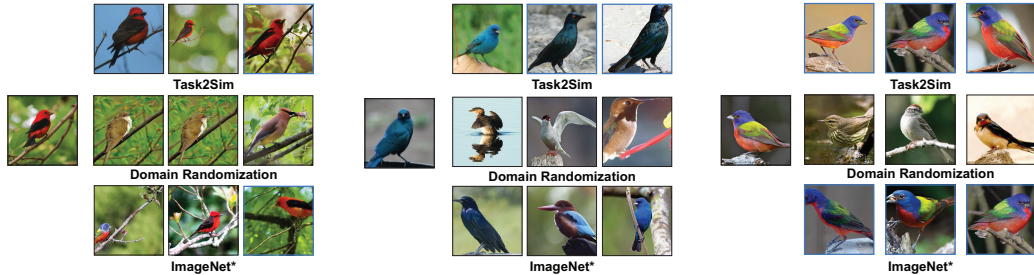 Task2Sim
Domain Randomization
ImageNet*
Task2Sim
Domain Randomization
ImageNet*
Task2Sim
Domain Randomization
ImageNet*